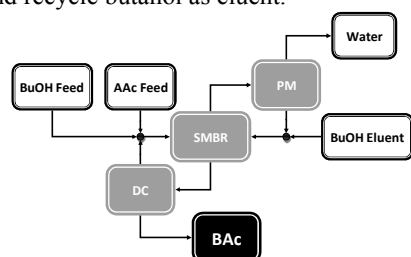 nd recycle butanol as eluent.
Water
BuOH Feed
AAc Feed
PM
SMBR
BuOH Eluent
DC
BAc